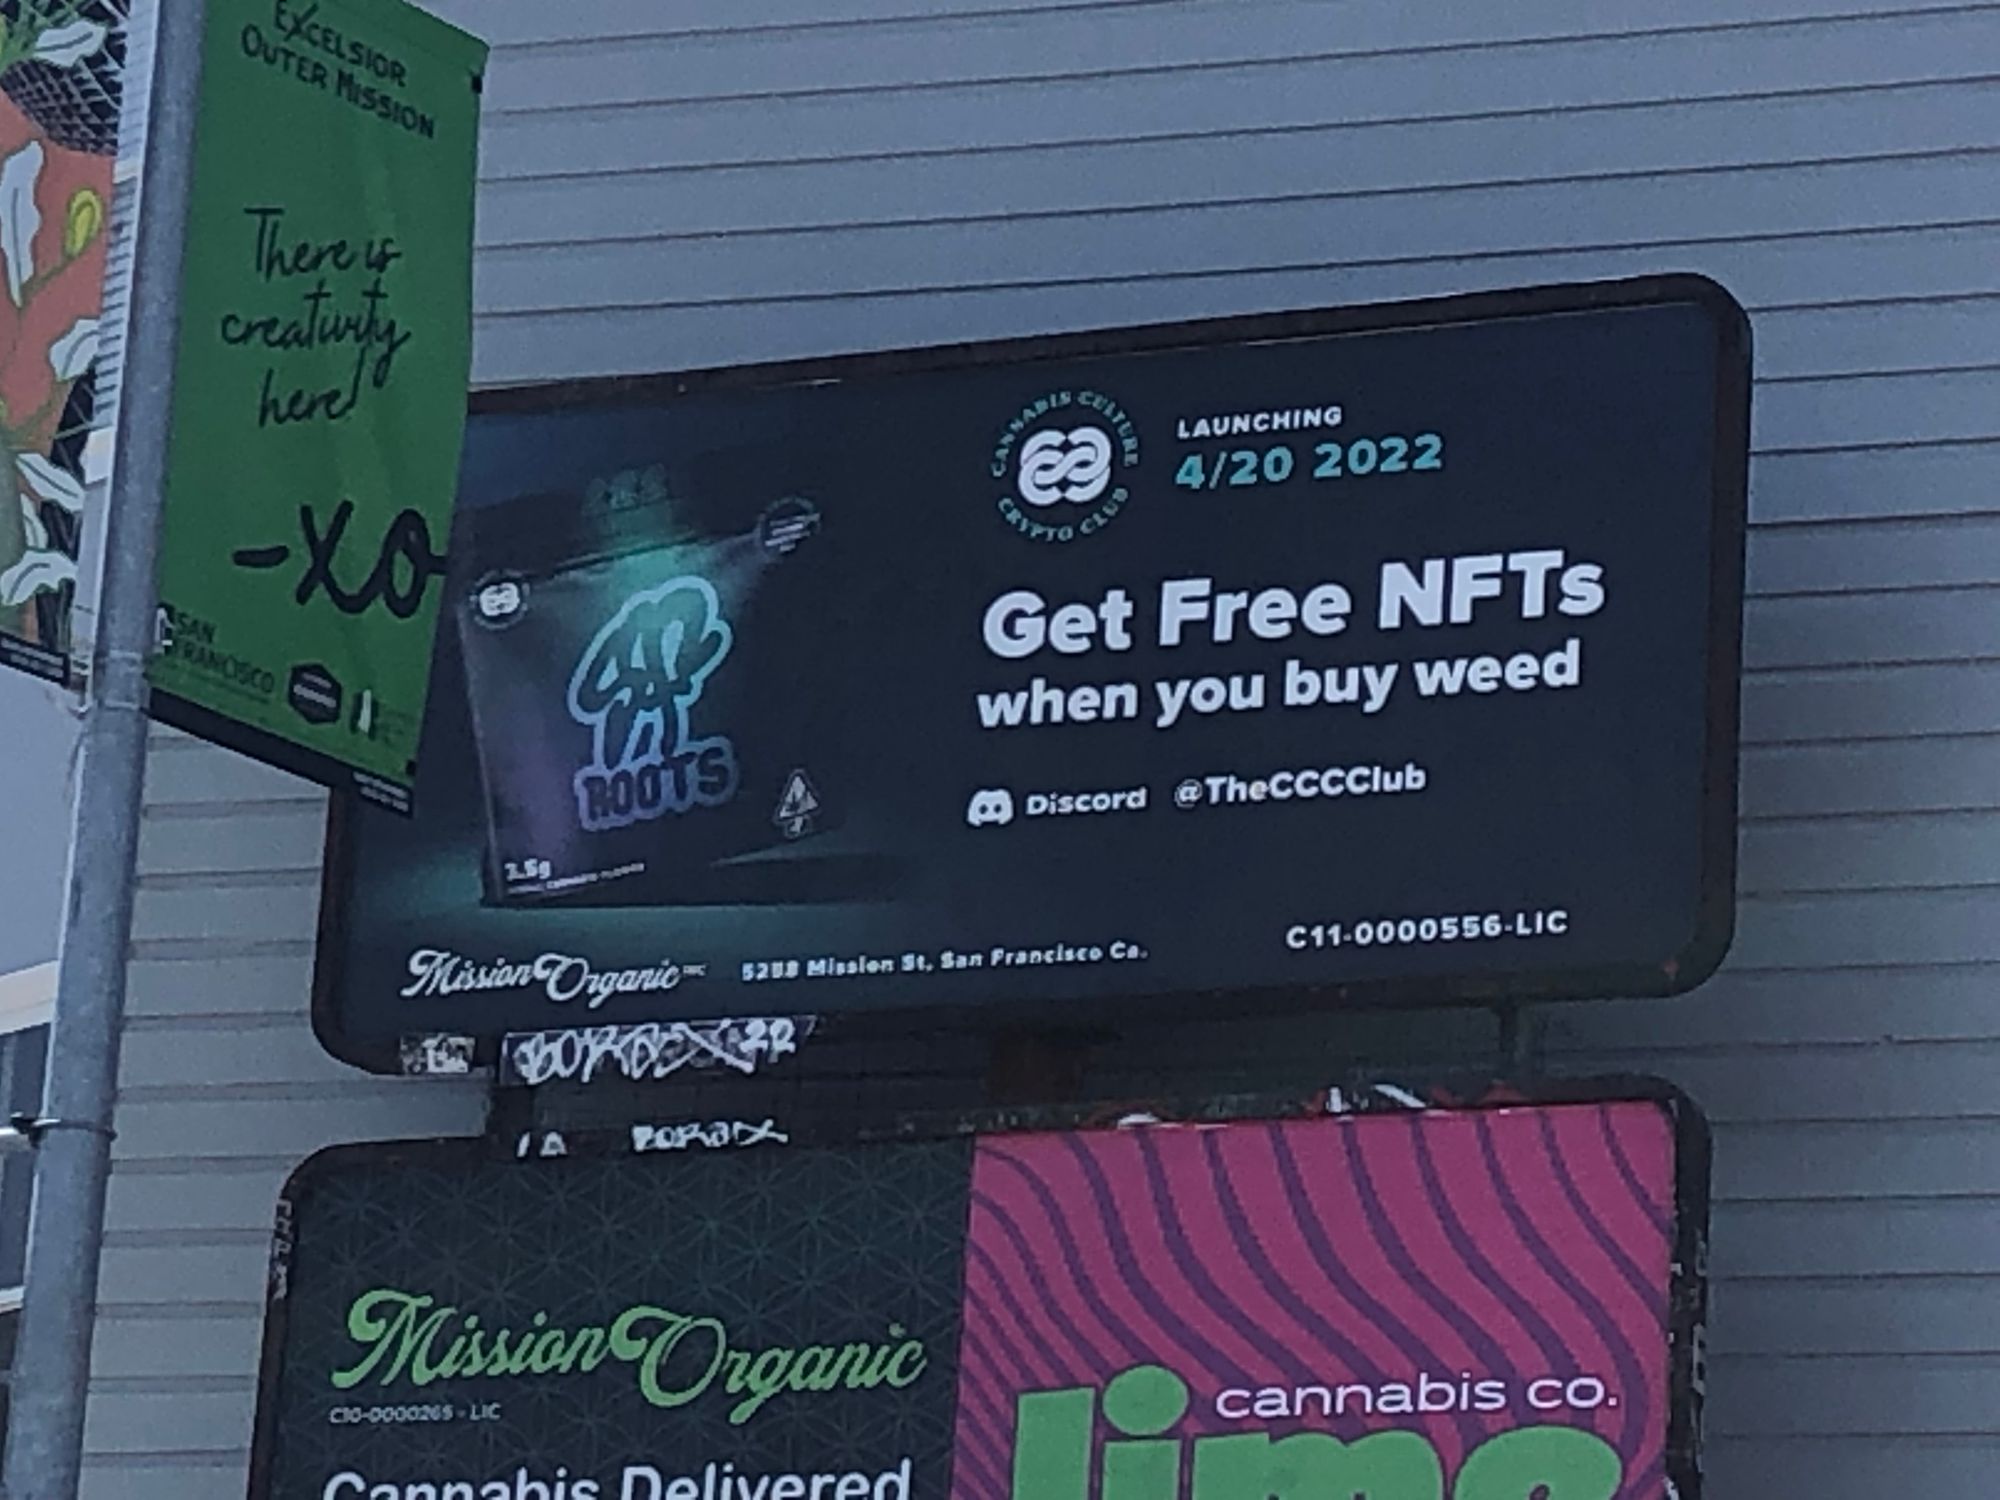 EXCELSIOR
OUTER MISSION
There is
creativity
here!
-XO-
SAN
FRANCISCO
CANNABIS CULTURE
CRYPTO CLUB
LAUNCHING
4/20 2022
Get Free NFTs
when you buy weed
Discord @TheCCCClub
ROOTS
3.5g
Mission Organic
5288 Mission St, San Francisco Ca.
C11-0000556-LIC
Mission Organic
C10-0000265-LIC
Cannabis Delivered
cannabis co.
lime